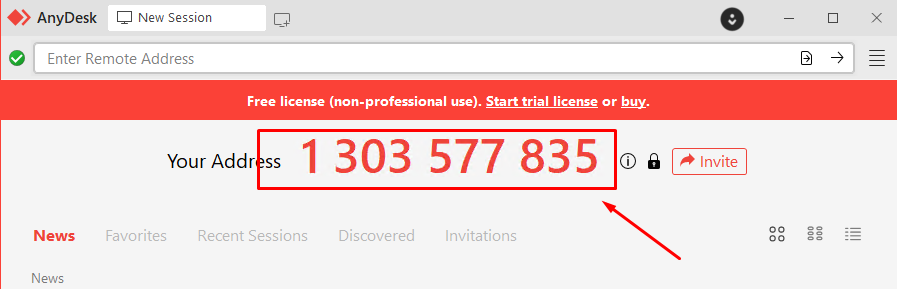 AnyDesk New Session
Enter Remote Address
Free license (non-professional use). Start trial license or buy.
Your Address 1 303 577 835 Invite
News Favorites Recent Sessions Discovered Invitations
News